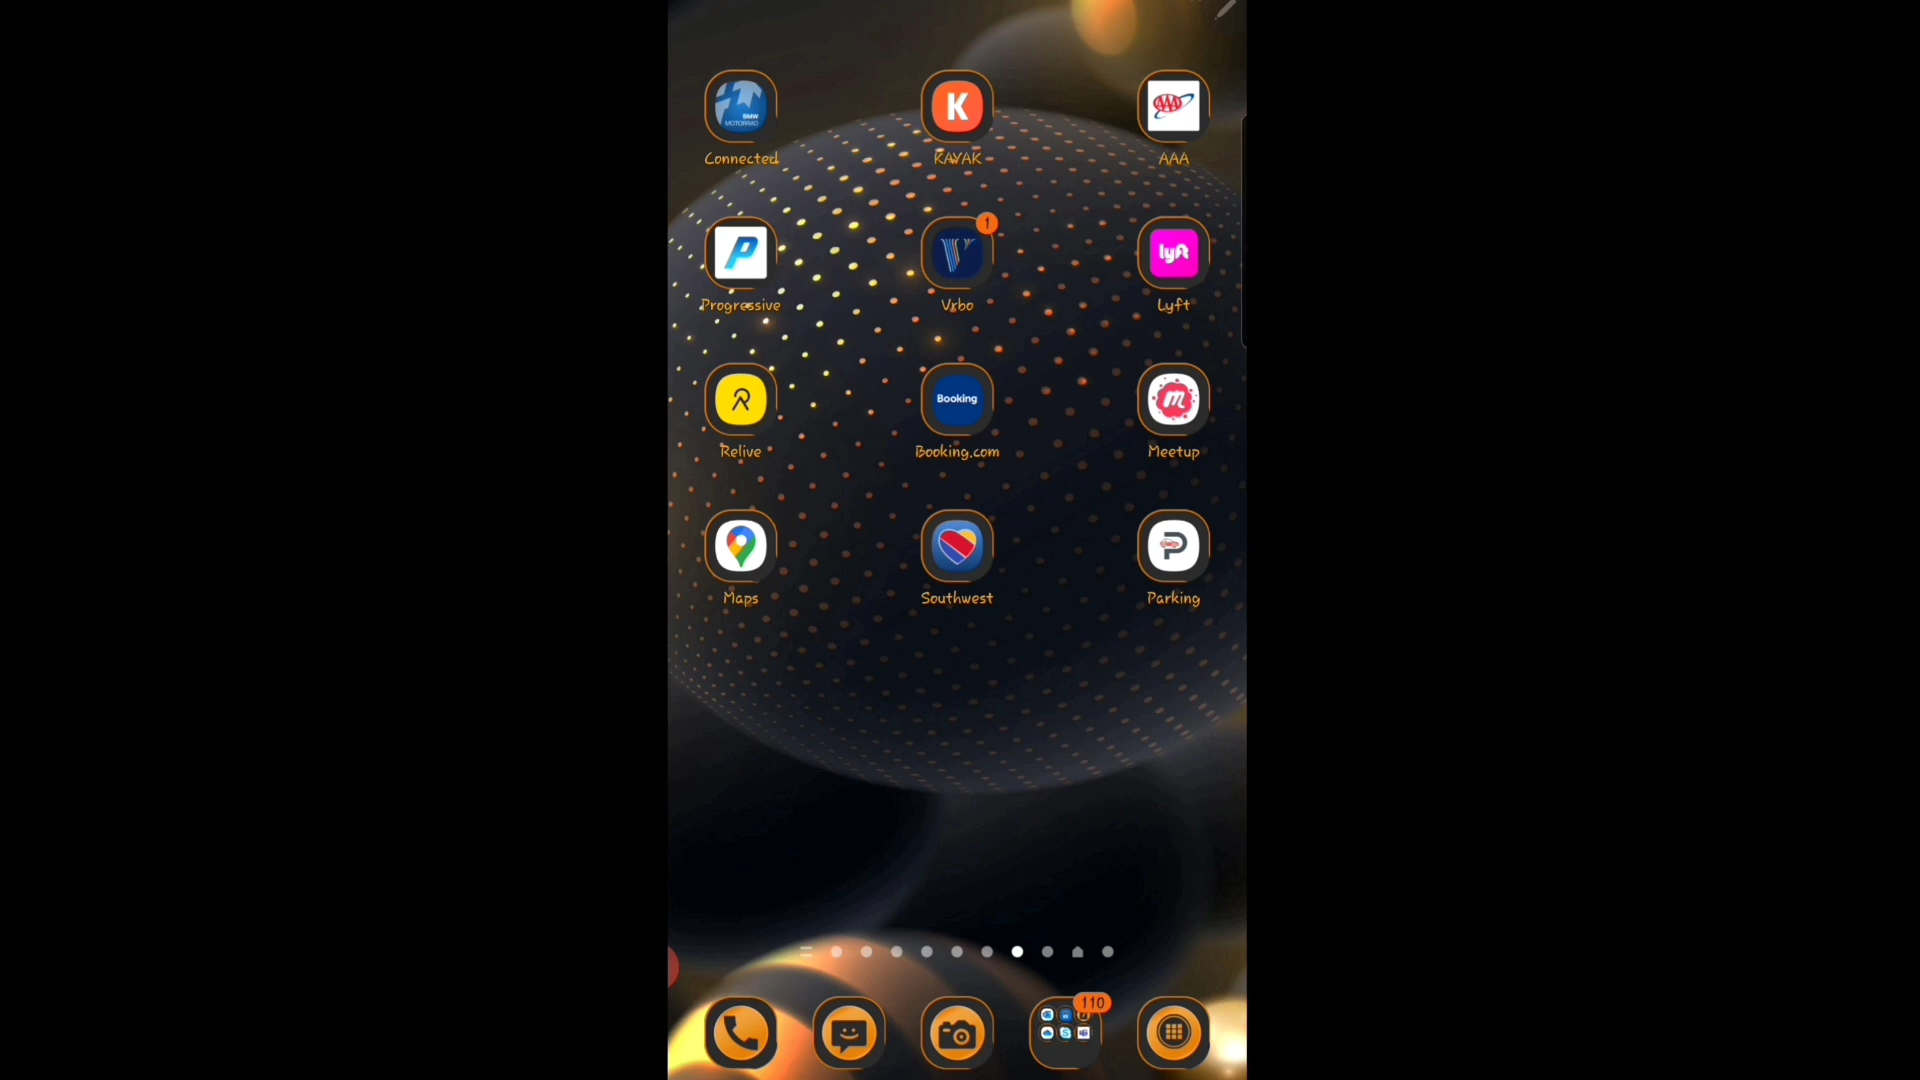 BMW
MOTORRAD
K
AAA
Connected
KAYAK
AAA
P
1
lyft
Progressive
Vrbo
Lyft
R
Booking
m
Relive
Booking.com
Meetup
P
Maps
Southwest
Parking
110